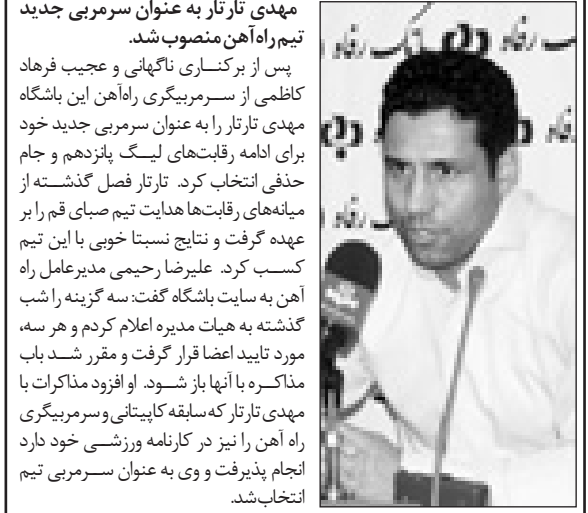 مهدی تارتار به عنوان سرمربی جدید
تیم راه‌آهن منصوب شد.
پس از برکناری ناگهانی و عجیب فرهاد
کاظمی از سرمربیگری راه‌آهن این باشگاه
مهدی تارتار را به عنوان سرمربی جدید خود
برای ادامه رقابت‌های لیگ پانزدهم و جام
حذفی انتخاب کرد. تارتار فصل گذشته از
میانه‌های رقابت‌ها هدایت تیم صبای قم را بر
عهده گرفت و نتایج نسبتا خوبی با این تیم
کسب کرد. علیرضا رحیمی مدیرعامل راه
آهن به سایت باشگاه گفت: سه گزینه را شب
گذشته به هیات مدیره اعلام کردم و هر سه،
مورد تایید اعضا قرار گرفت و مقرر شد باب
مذاکره با آنها باز شود. او افزود مذاکرات با
مهدی تارتار که سابقه کاپیتانی و سرمربیگری
راه آهن را نیز در کارنامه ورزشی خود دارد
انجام پذیرفت و وی به عنوان سرمربی تیم
انتخاب شد.
بانک رفاه
رفاه
رفاه